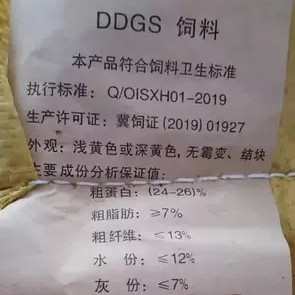 DDGS 饲料
本产品符合饲料卫生标准
执行标准：Q/OISXH01-2019
生产许可证：冀饲证(2019)01927
外观：浅黄色或深黄色，无霉变、结块
主要成份分析保证值：
粗蛋白：(24-26)%
粗脂肪：≥7%
粗纤维：≤13%
水 份：≤12%
灰 份：≤7%